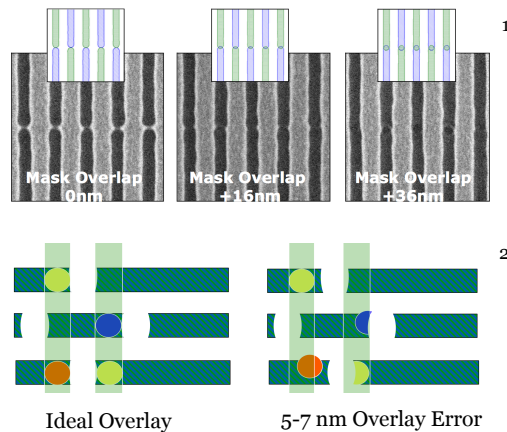 1
Mask Overlap
0nm
Mask Overlap
+16nm
Mask Overlap
+36nm
2
Ideal Overlay
5-7 nm Overlay Error